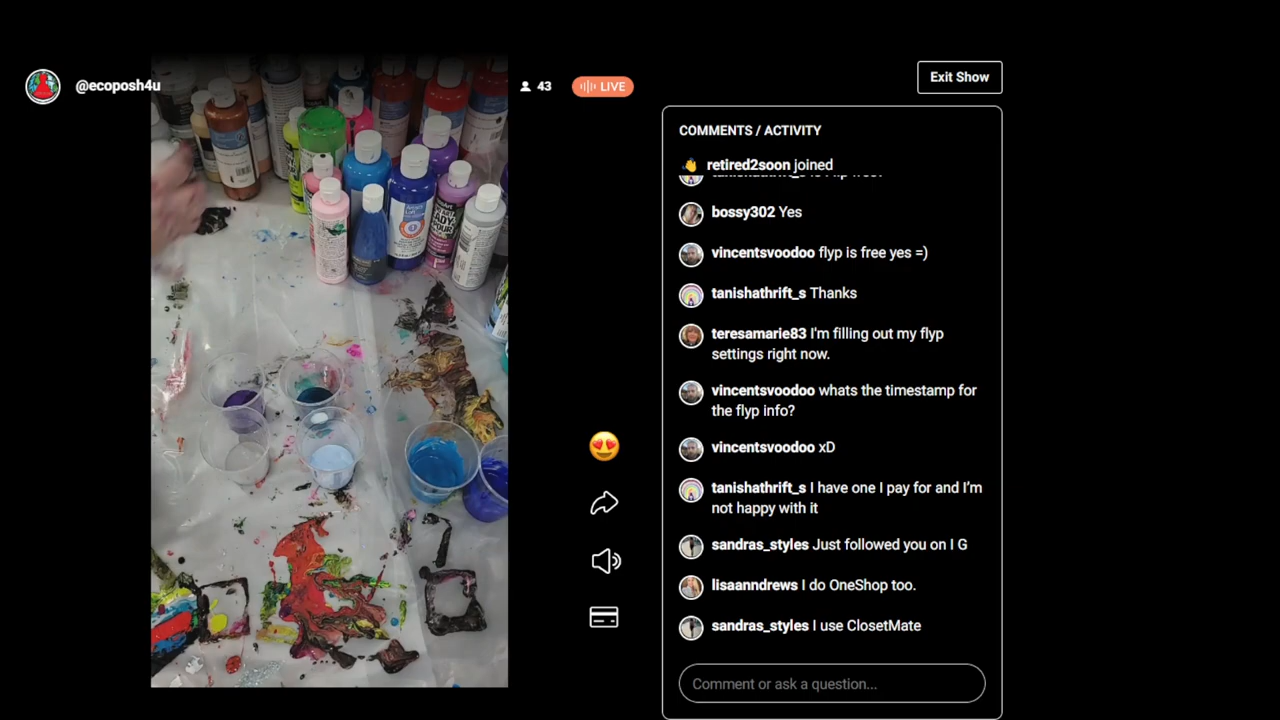 @ecoposh4u
43
LIVE
Exit Show
COMMENTS / ACTIVITY
retired2soon joined
bossy302 Yes
vincentsvoodoo flyp is free yes =)
tanishathrift_s Thanks
teresamarie83 I'm filling out my flyp
settings right now.
vincentsvoodoo whats the timestamp for
the flyp info?
vincentsvoodoo xD
tanishathrift_s I have one I pay for and I'm
not happy with it
sandras_styles Just followed you on I G
lisaanndrews I do OneShop too.
sandras_styles I use ClosetMate
Comment or ask a question...